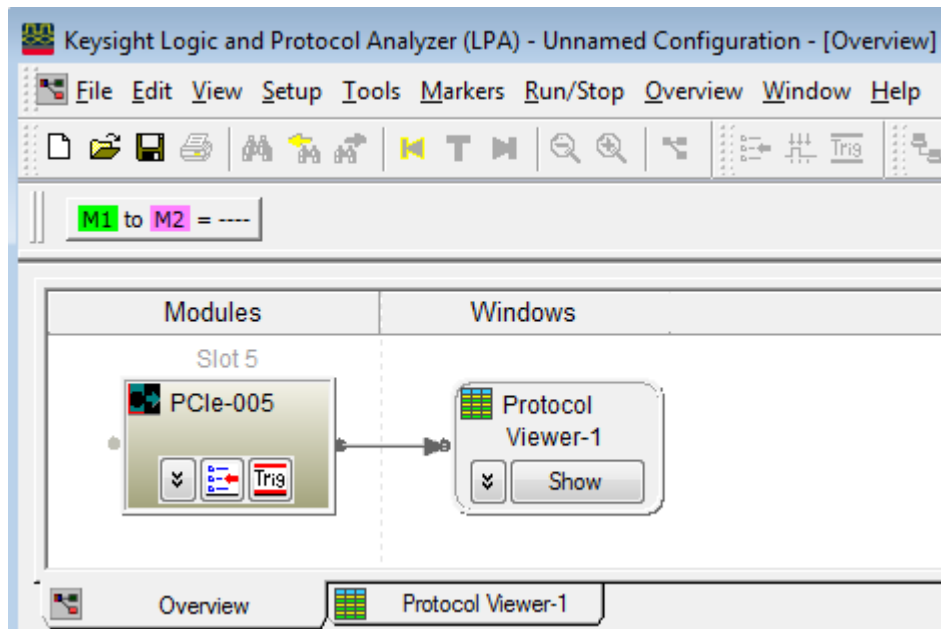 Keysight Logic and Protocol Analyzer (LPA) - Unnamed Configuration - [Overview]
File Edit View Setup Tools Markers Run/Stop Overview Window Help
T Trig
M1 to M2 = ----
Modules Windows
Slot 5
PCIe-005
Protocol
Viewer-1
Trig
Show
Overview Protocol Viewer-1